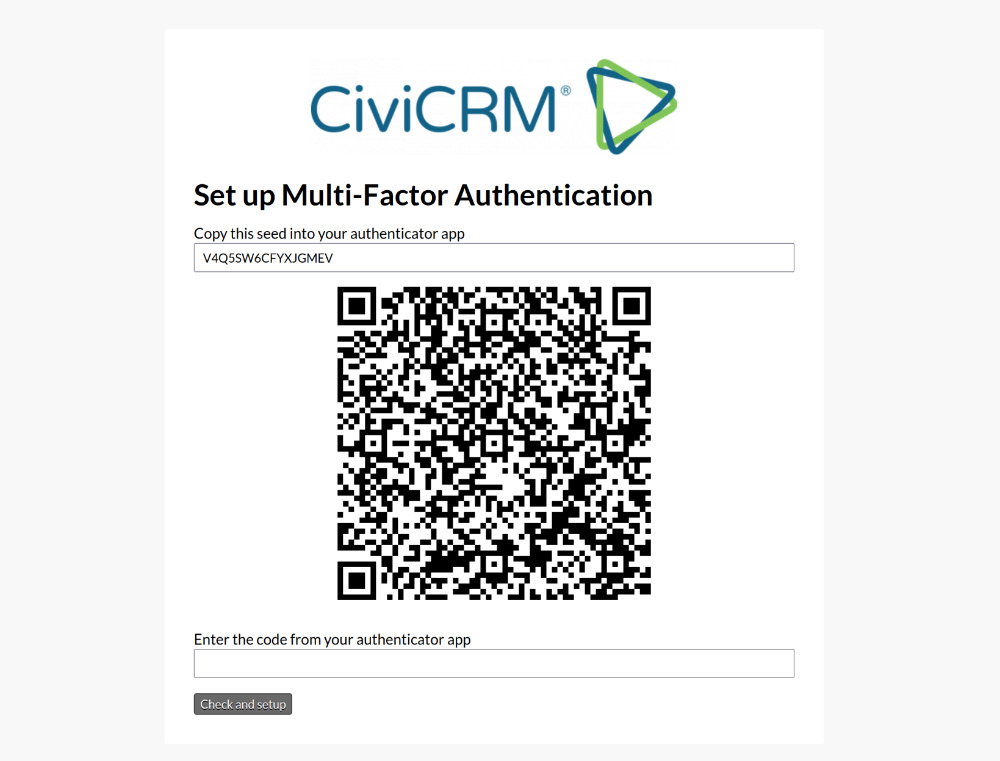 CiviCRM®
Set up Multi-Factor Authentication
Copy this seed into your authenticator app
V4Q5SW6CFYXJGMEV
Enter the code from your authenticator app
Check and setup